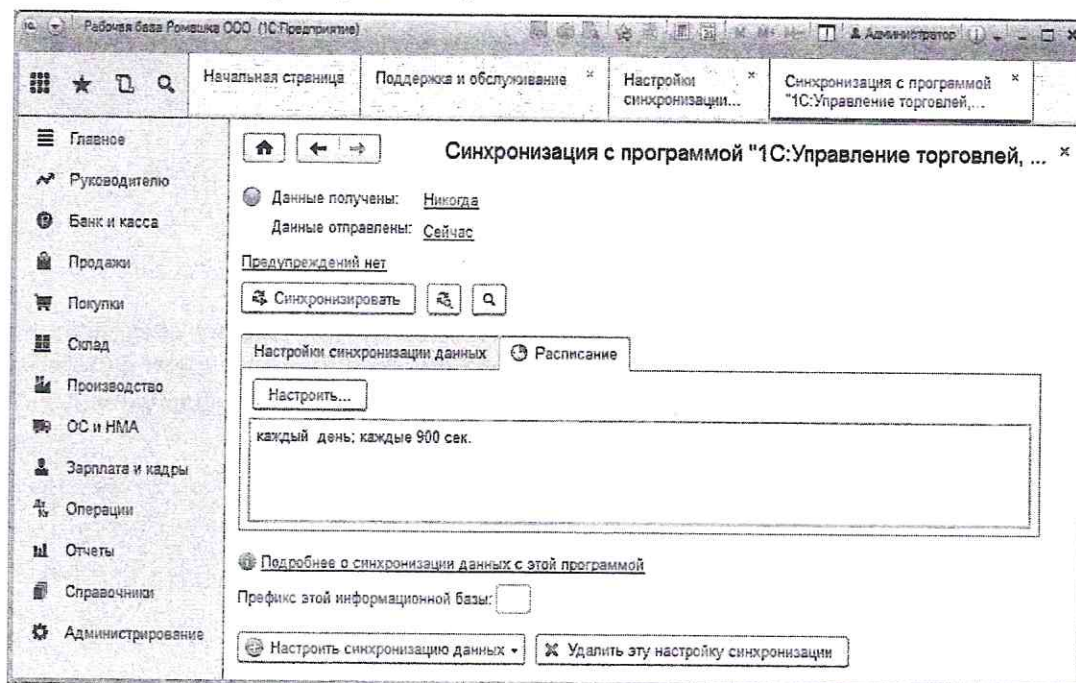 Рабочая база Ромашка ООО (1С:Предприятие)
M M+ M-
Администратор
Начальная страница
Поддержка и обслуживание ×
Настройки синхронизации... ×
Синхронизация с программой "1С:Управление торговлей,... ×
Главное
Руководителю
Банк и касса
Продажи
Покупки
Склад
Производство
ОС и НМА
Зарплата и кадры
Операции
Отчеты
Справочники
Администрирование
Синхронизация с программой "1С:Управление торговлей, ... ×
Данные получены: Никогда
Данные отправлены: Сейчас
Предупреждений нет
Синхронизировать
Настройки синхронизации данных
Расписание
Настроить...
каждый день; каждые 900 сек.
Подробнее о синхронизации данных с этой программой
Префикс этой информационной базы:
Настроить синхронизацию данных
Удалить эту настройку синхронизации